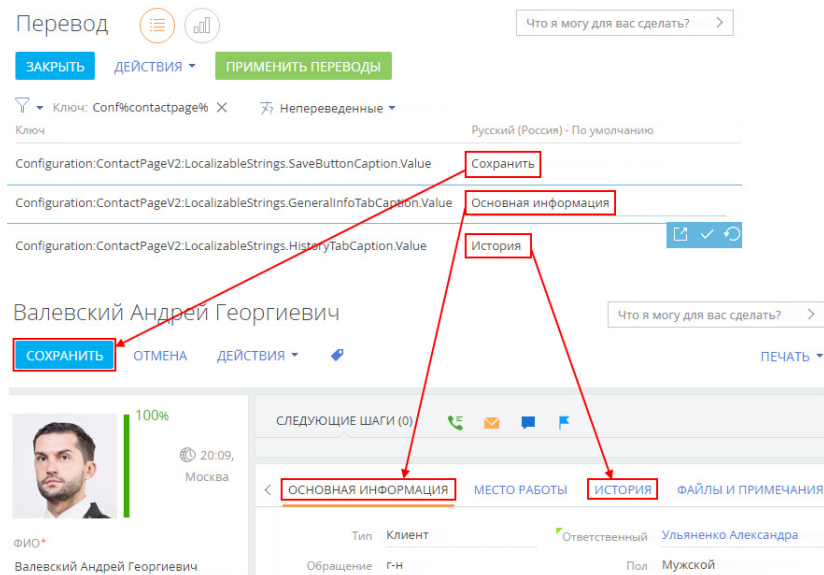 Перевод
Что я могу для вас сделать?
ЗАКРЫТЬ ДЕЙСТВИЯ ПРИМЕНИТЬ ПЕРЕВОДЫ
Ключ: Conf%contactpage% Непереведенные
Ключ Русский (Россия) - По умолчанию
Configuration:ContactPageV2:LocalizableStrings.SaveButtonCaption.Value Сохранить
Configuration:ContactPageV2:LocalizableStrings.GeneralInfoTabCaption.Value Основная информация
Configuration:ContactPageV2:LocalizableStrings.HistoryTabCaption.Value История
Валевский Андрей Георгиевич
Что я могу для вас сделать?
СОХРАНИТЬ ОТМЕНА ДЕЙСТВИЯ ПЕЧАТЬ
100% СЛЕДУЮЩИЕ ШАГИ (0)
20:09,
Москва
ОСНОВНАЯ ИНФОРМАЦИЯ МЕСТО РАБОТЫ ИСТОРИЯ ФАЙЛЫ И ПРИМЕЧАНИЯ
Тип Клиент Ответственный Ульяненко Александра
ФИО*
Валевский Андрей Георгиевич Обращение г-н Пол Мужской